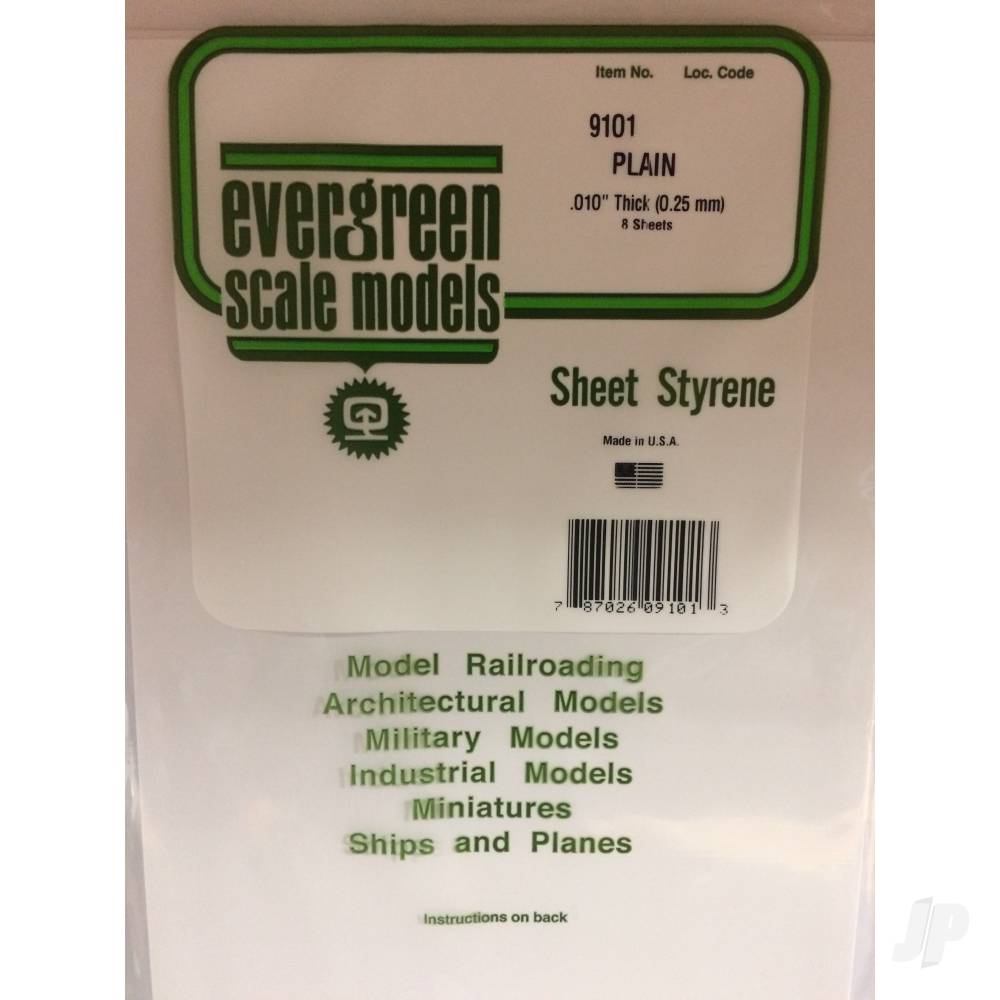 Item No. Loc. Code
9101
PLAIN
.010" Thick (0.25 mm)
8 Sheets
evergreen
scale models
Sheet Styrene
Made in U.S.A.
7 87026 09101 3
Model Railroading
Architectural Models
Military Models
Industrial Models
Miniatures
Ships and Planes
Instructions on back
JP